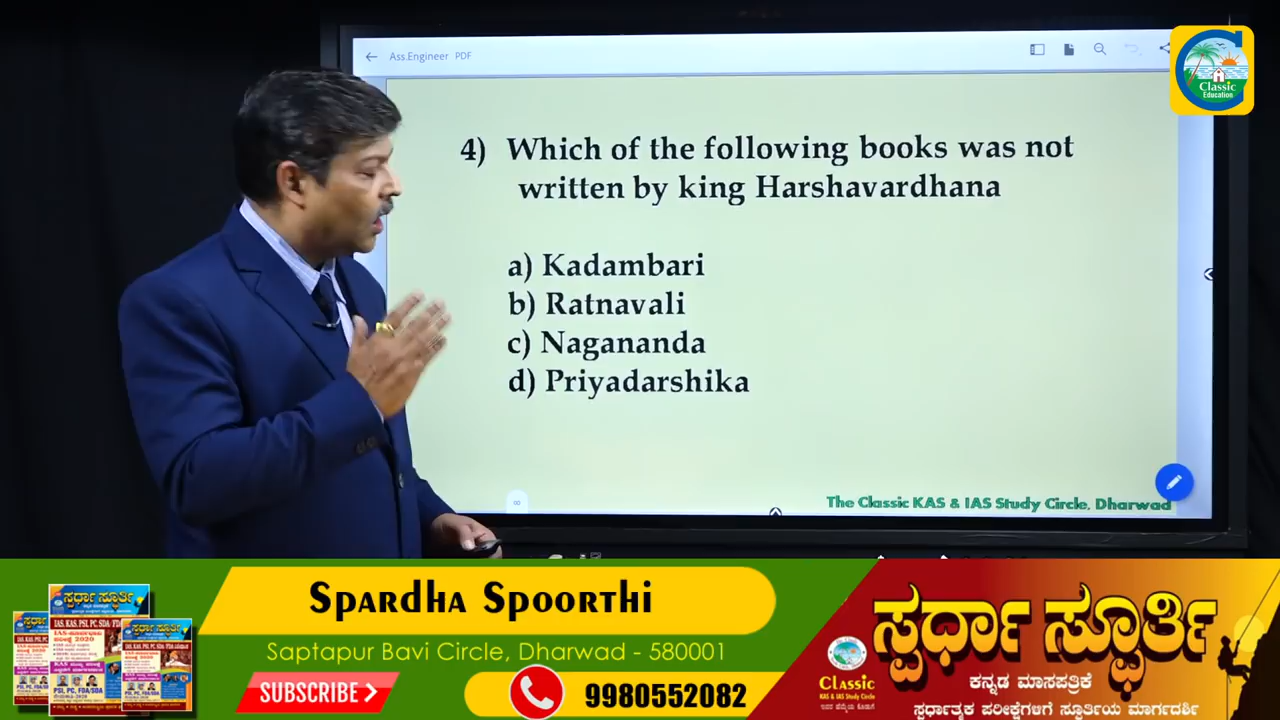 Ass.Engineer PDF
Classic
Education
4) Which of the following books was not
written by king Harshavardhana
a) Kadambari
b) Ratnavali
c) Nagananda
d) Priyadarshika
The Classic KAS & IAS Study Circle, Dharwad
Spardha Spoorthi
Saptapur Bavi Circle, Dharwad - 580001
SUBSCRIBE
9980552082
ಸ್ಪರ್ಧಾ ಸ್ಫೂರ್ತಿ
Classic
KAS & IAS Study Circle
ಕನ್ನಡ ಮಾಸಪತ್ರಿಕೆ
ಸ್ಪರ್ಧಾತ್ಮಕ ಪರೀಕ್ಷೆಗಳಿಗೆ ಸ್ಫೂರ್ತಿಯ ಮಾರ್ಗದರ್ಶಿ